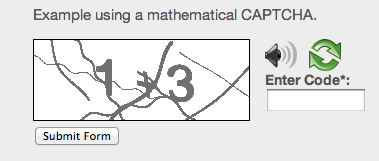 Example using a mathematical CAPTCHA.
1 + 3
Enter Code*:
Submit Form